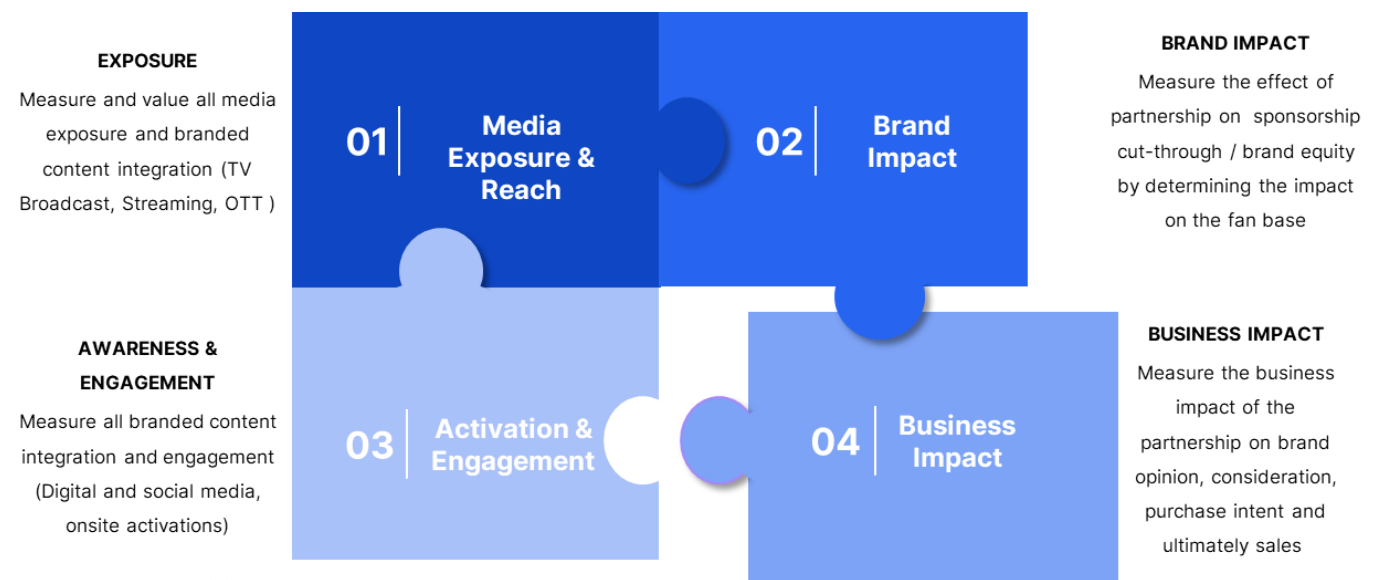 EXPOSURE
Measure and value all media
exposure and branded
content integration (TV
Broadcast, Streaming, OTT )
01
Media
Exposure &
Reach
02
Brand
Impact
BRAND IMPACT
Measure the effect of
partnership on  sponsorship
cut-through / brand equity
by determining the impact
on the fan base
AWARENESS &
ENGAGEMENT
Measure all branded content
integration and engagement
(Digital and social media,
onsite activations)
03
Activation &
Engagement
04
Business
Impact
BUSINESS IMPACT
Measure the business
impact of the
partnership on brand
opinion, consideration,
purchase intent and
ultimately sales